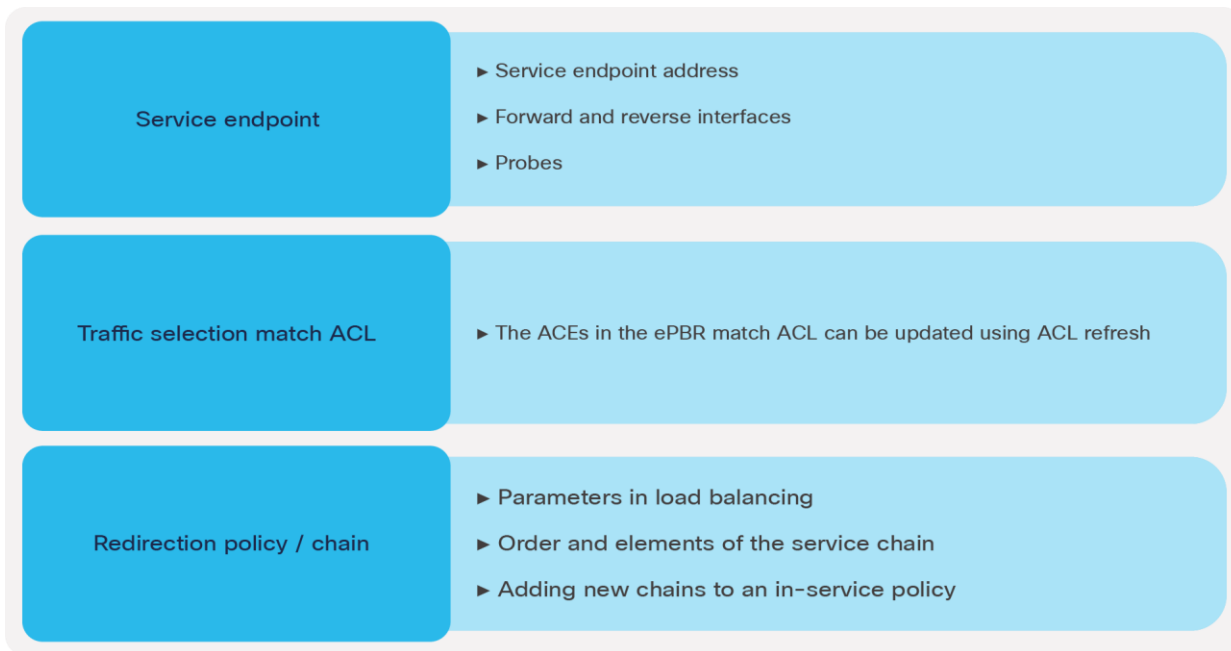 Service endpoint
► Service endpoint address
► Forward and reverse interfaces
► Probes
Traffic selection match ACL
► The ACEs in the ePBR match ACL can be updated using ACL refresh
Redirection policy / chain
► Parameters in load balancing
► Order and elements of the service chain
► Adding new chains to an in-service policy